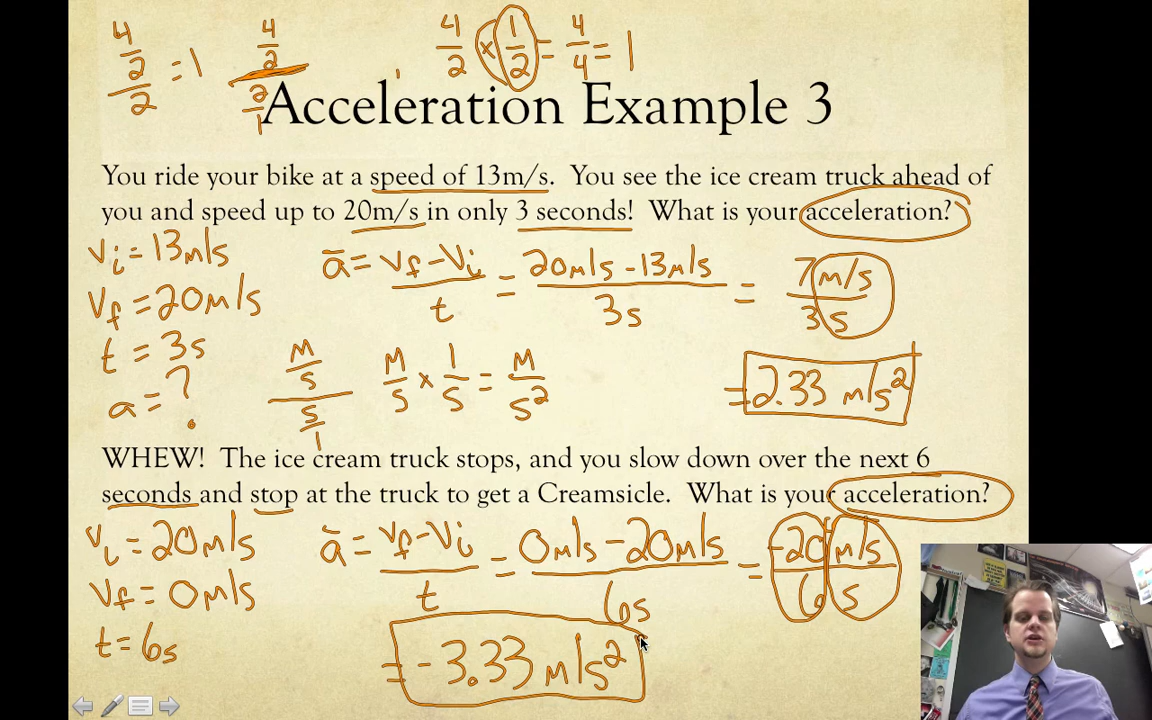 4/2/2 = 1
4/2 / 2/1
4/2 × 1/2 = 4/4 = 1
Acceleration Example 3
You ride your bike at a speed of 13m/s. You see the ice cream truck ahead of
you and speed up to 20m/s in only 3 seconds! What is your acceleration?
vi = 13m/s
vf = 20m/s
t = 3s
a = ?
ā = vf - vi / t = 20m/s - 13m/s / 3s = 7m/s / 3s
m/s / s/1
m/s × 1/s = m/s²
= 2.33 m/s²
WHEW! The ice cream truck stops, and you slow down over the next 6
seconds and stop at the truck to get a Creamsicle. What is your acceleration?
vi = 20m/s
vf = 0m/s
t = 6s
ā = vf - vi / t = 0m/s - 20m/s / 6s = -20 m/s / 6 s
= -3.33 m/s²